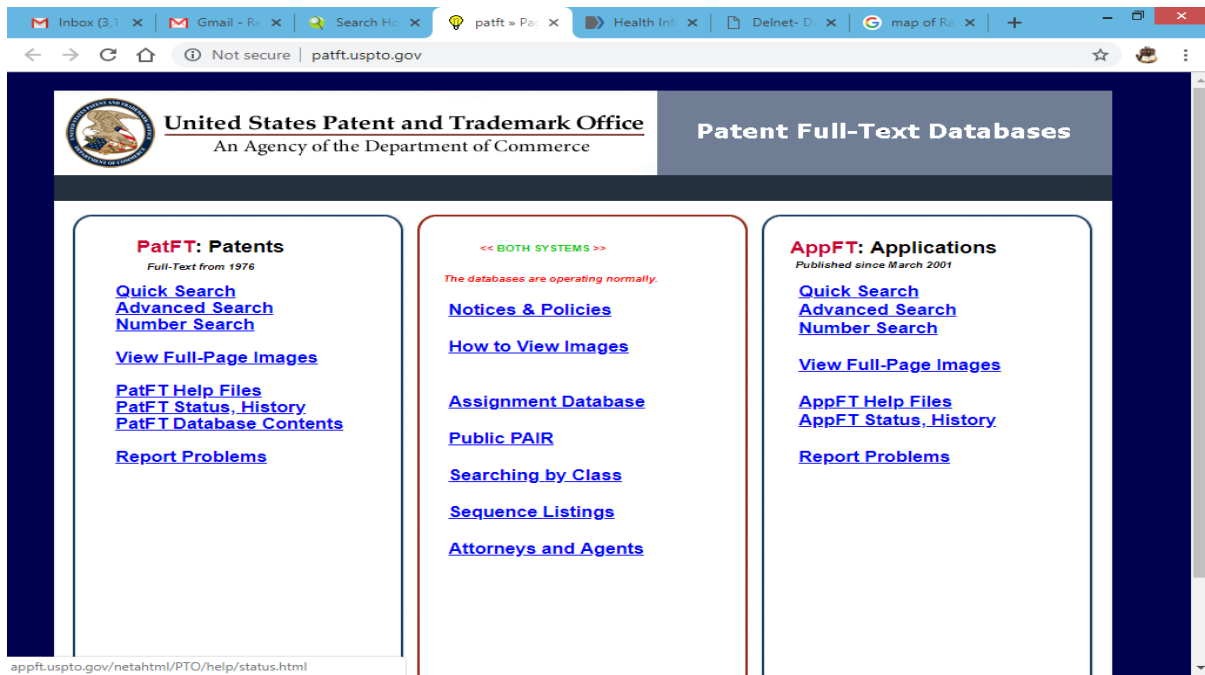 Inbox (3,1
Gmail - Re
Search Ho
patft » Pag
Health Inf
Delnet- D
map of Ra
Not secure | patft.uspto.gov
United States Patent and Trademark Office
An Agency of the Department of Commerce
Patent Full-Text Databases
PatFT: Patents
Full-Text from 1976
Quick Search
Advanced Search
Number Search
View Full-Page Images
PatFT Help Files
PatFT Status, History
PatFT Database Contents
Report Problems
<< BOTH SYSTEMS >>
The databases are operating normally.
Notices & Policies
How to View Images
Assignment Database
Public PAIR
Searching by Class
Sequence Listings
Attorneys and Agents
AppFT: Applications
Published since March 2001
Quick Search
Advanced Search
Number Search
View Full-Page Images
AppFT Help Files
AppFT Status, History
Report Problems
appft.uspto.gov/netahtml/PTO/help/status.html